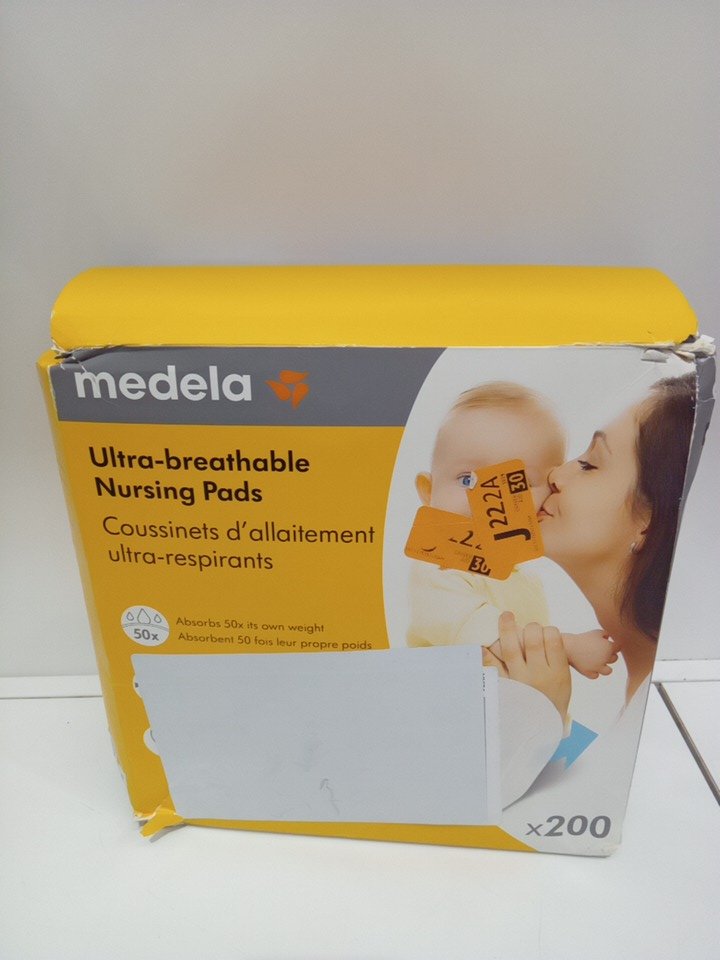 medela
Ultra-breathable
Nursing Pads
Coussinets d'allaitement
ultra-respirants
50x
Absorbs 50x its own weight
Absorbent 50 fois leur propre poids
J222A
30
30
x200